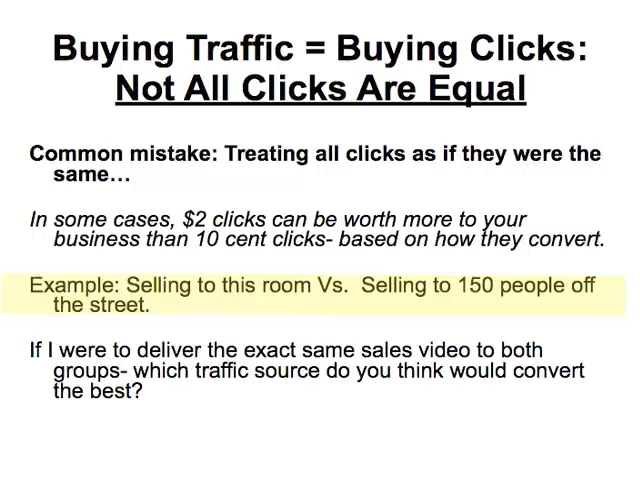 Buying Traffic = Buying Clicks:
Not All Clicks Are Equal
Common mistake: Treating all clicks as if they were the
same…
In some cases, $2 clicks can be worth more to your
business than 10 cent clicks- based on how they convert.
Example: Selling to this room Vs.  Selling to 150 people off
the street.
If I were to deliver the exact same sales video to both
groups- which traffic source do you think would convert
the best?